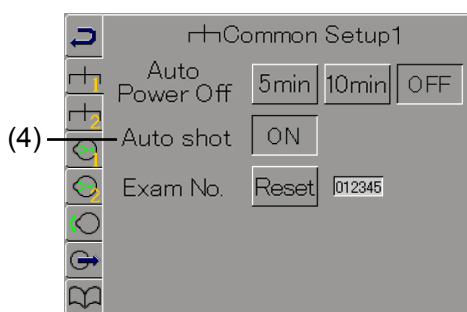 Common Setup1
Auto
Power Off 5min 10min OFF
(4) Auto shot ON
Exam No. Reset 012345
1
2
1
2